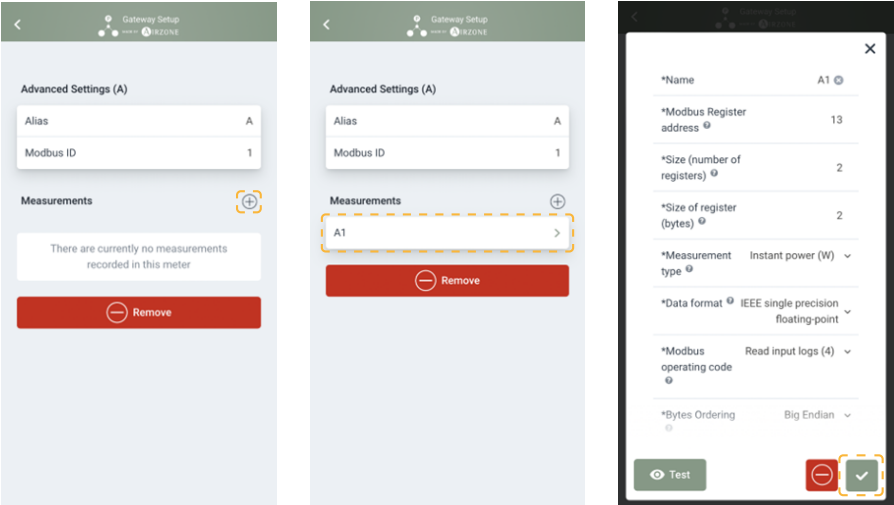 Gateway Setup
AIRZONE
Advanced Settings (A)
Alias A
Modbus ID 1
Measurements
There are currently no measurements
recorded in this meter
Remove
Gateway Setup
AIRZONE
Advanced Settings (A)
Alias A
Modbus ID 1
Measurements
A1
Remove
Gateway Setup
AIRZONE
*Name A1
*Modbus Register
address
13
*Size (number of
registers)
2
*Size of register
(bytes)
2
*Measurement
type
Instant power (W)
*Data format IEEE single precision
floating-point
*Modbus
operating code
Read input logs (4)
*Bytes Ordering Big Endian
Test